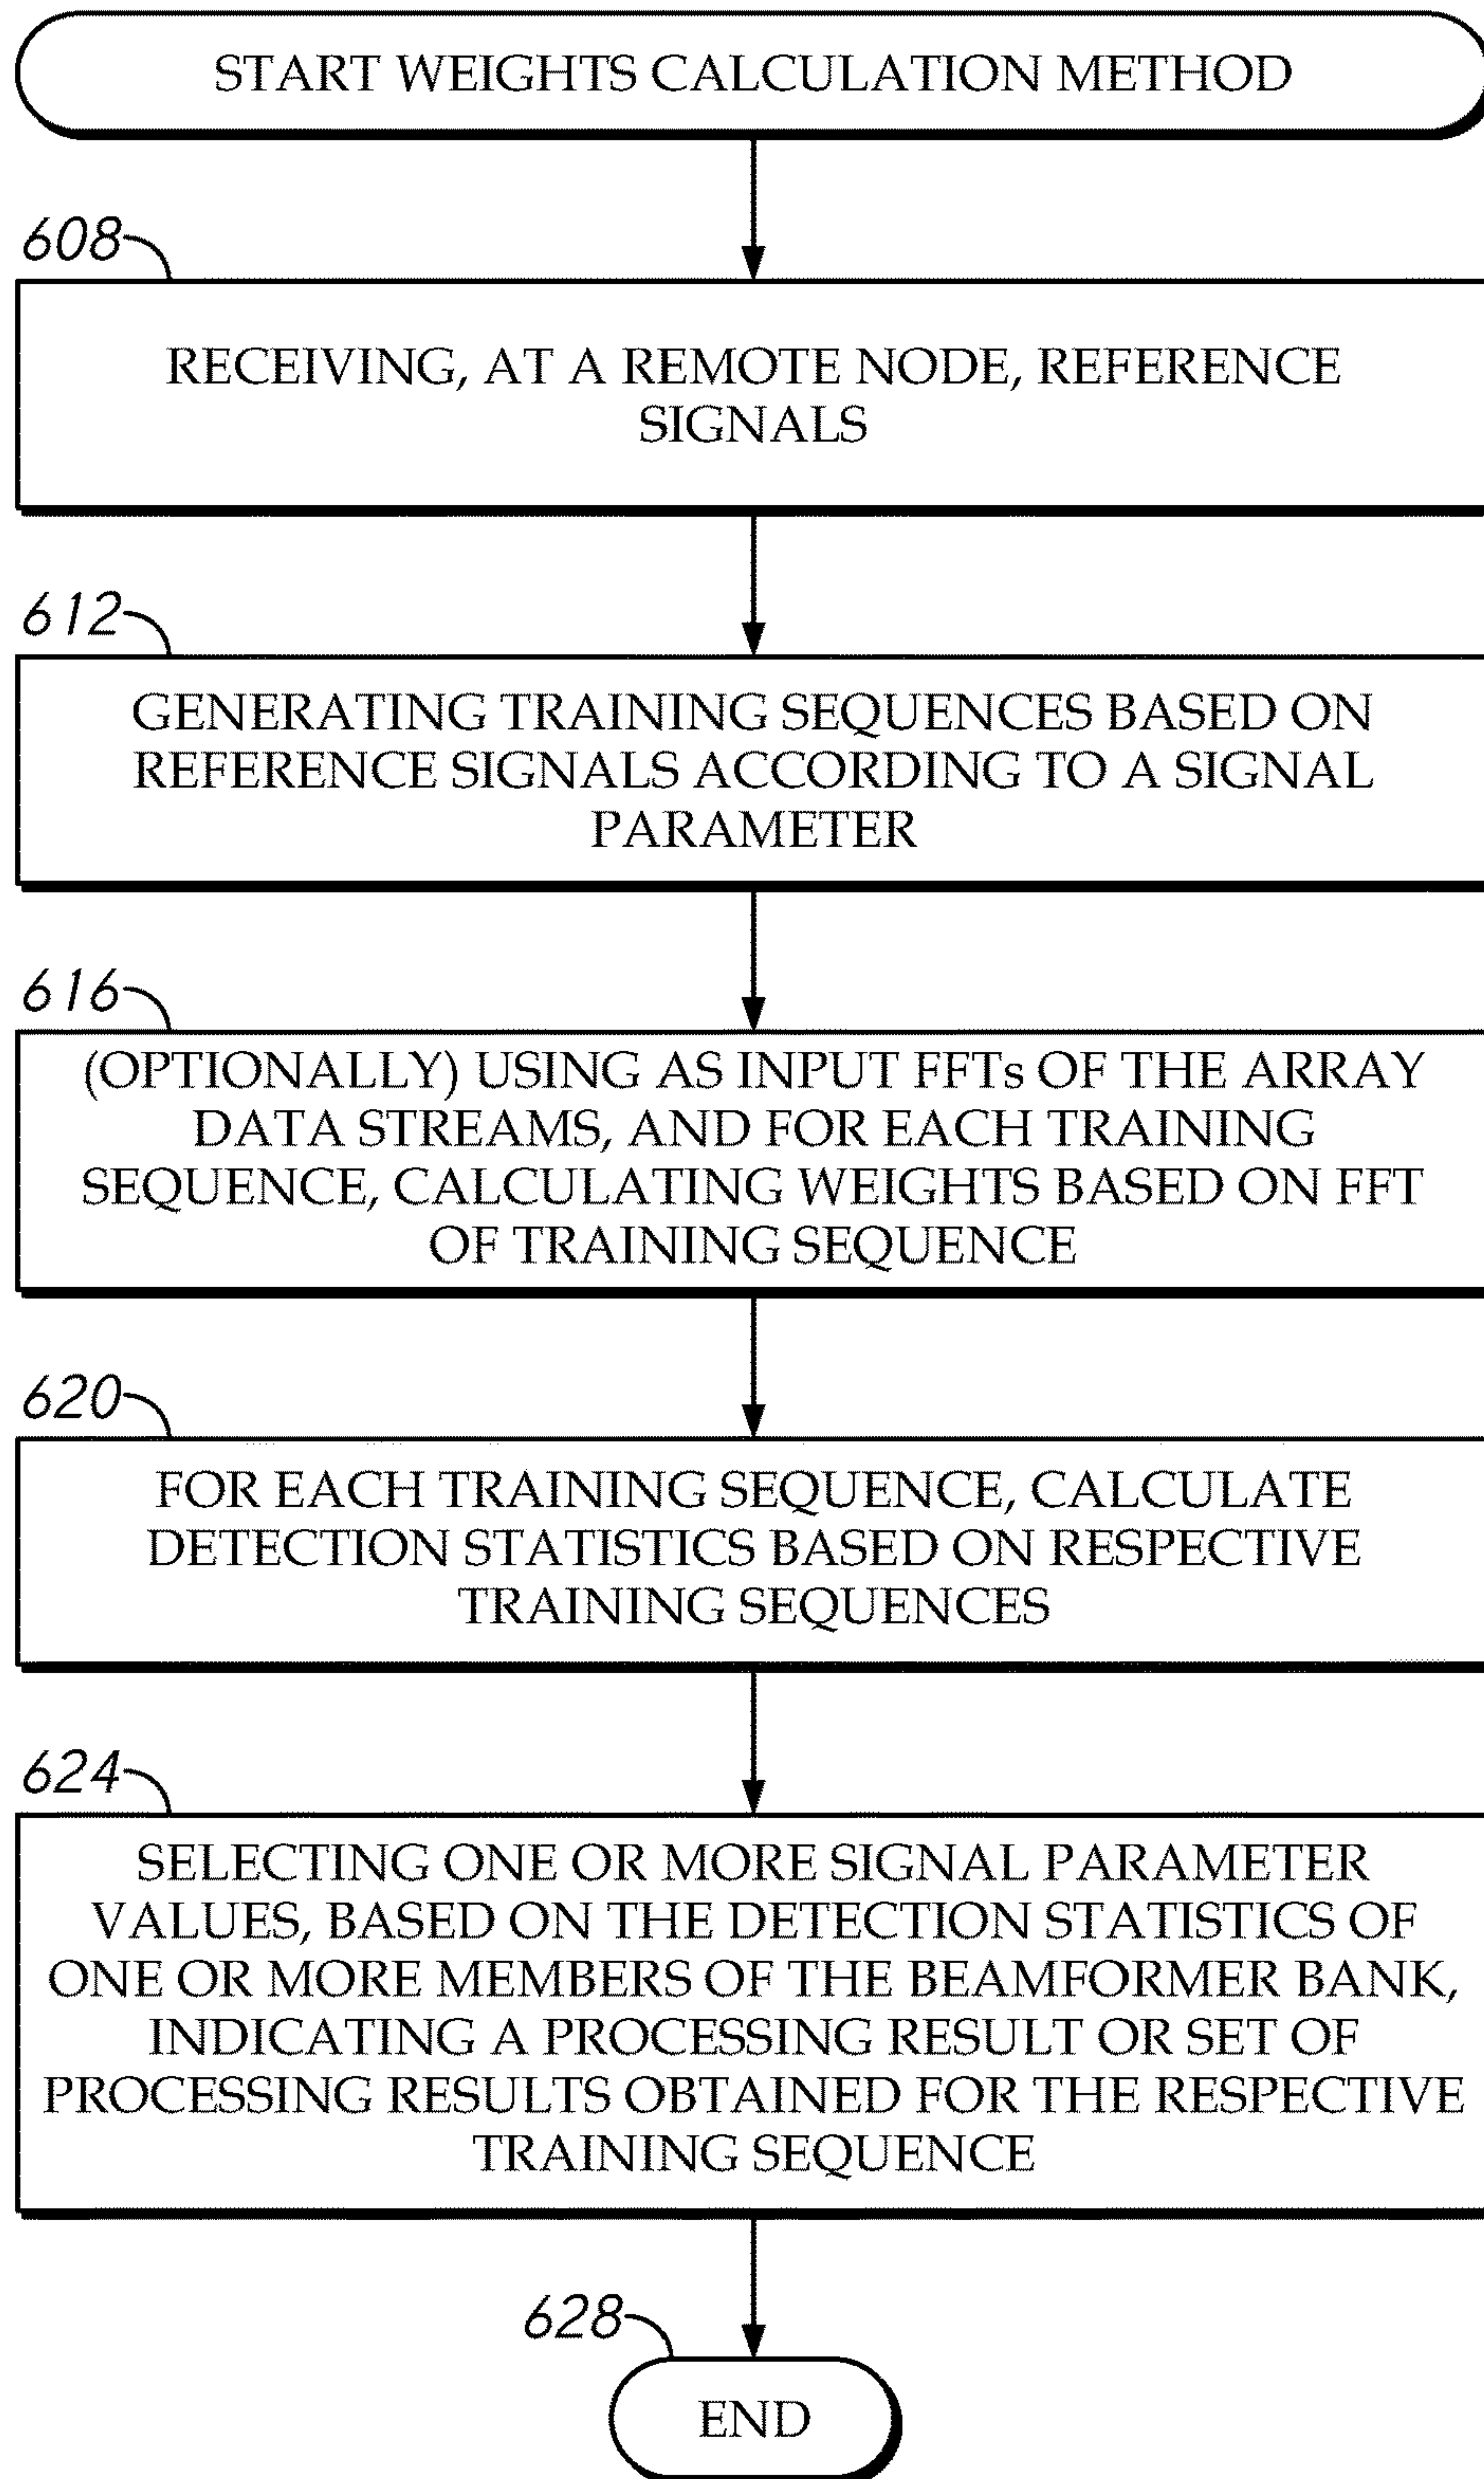 START WEIGHTS CALCULATION METHOD
608
RECEIVING, AT A REMOTE NODE, REFERENCE
SIGNALS
612
GENERATING TRAINING SEQUENCES BASED ON
REFERENCE SIGNALS ACCORDING TO A SIGNAL
PARAMETER
616
(OPTIONALLY) USING AS INPUT FFTs OF THE ARRAY
DATA STREAMS, AND FOR EACH TRAINING
SEQUENCE, CALCULATING WEIGHTS BASED ON FFT
OF TRAINING SEQUENCE
620
FOR EACH TRAINING SEQUENCE, CALCULATE
DETECTION STATISTICS BASED ON RESPECTIVE
TRAINING SEQUENCES
624
SELECTING ONE OR MORE SIGNAL PARAMETER
VALUES, BASED ON THE DETECTION STATISTICS OF
ONE OR MORE MEMBERS OF THE BEAMFORMER BANK,
INDICATING A PROCESSING RESULT OR SET OF
PROCESSING RESULTS OBTAINED FOR THE RESPECTIVE
TRAINING SEQUENCE
628
END